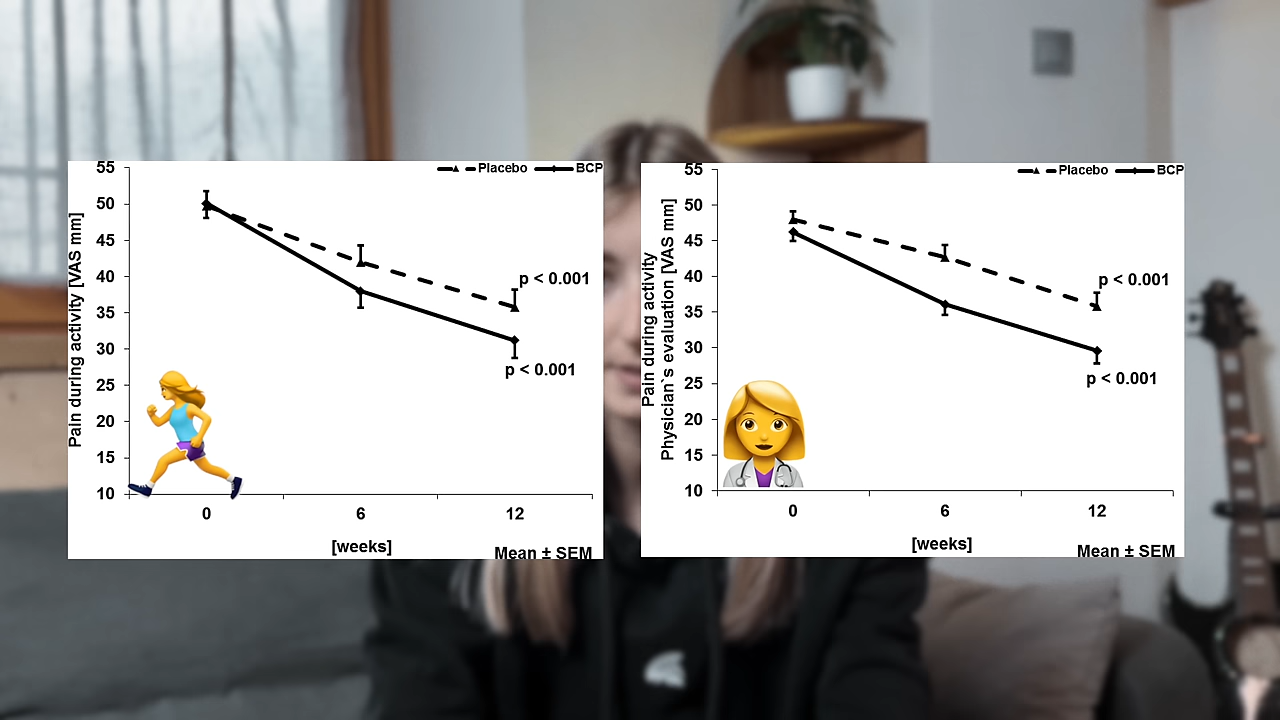 55
Placebo
BCP
50
45
40
35
30
25
20
15
10
Pain during activity [VAS mm]
p < 0.001
p < 0.001
0
6
12
[weeks]
Mean ± SEM
55
Placebo
BCP
50
45
40
35
30
25
20
15
10
Pain during activity
Physician`s evaluation [VAS mm]
p < 0.001
p < 0.001
0
6
12
[weeks]
Mean ± SEM